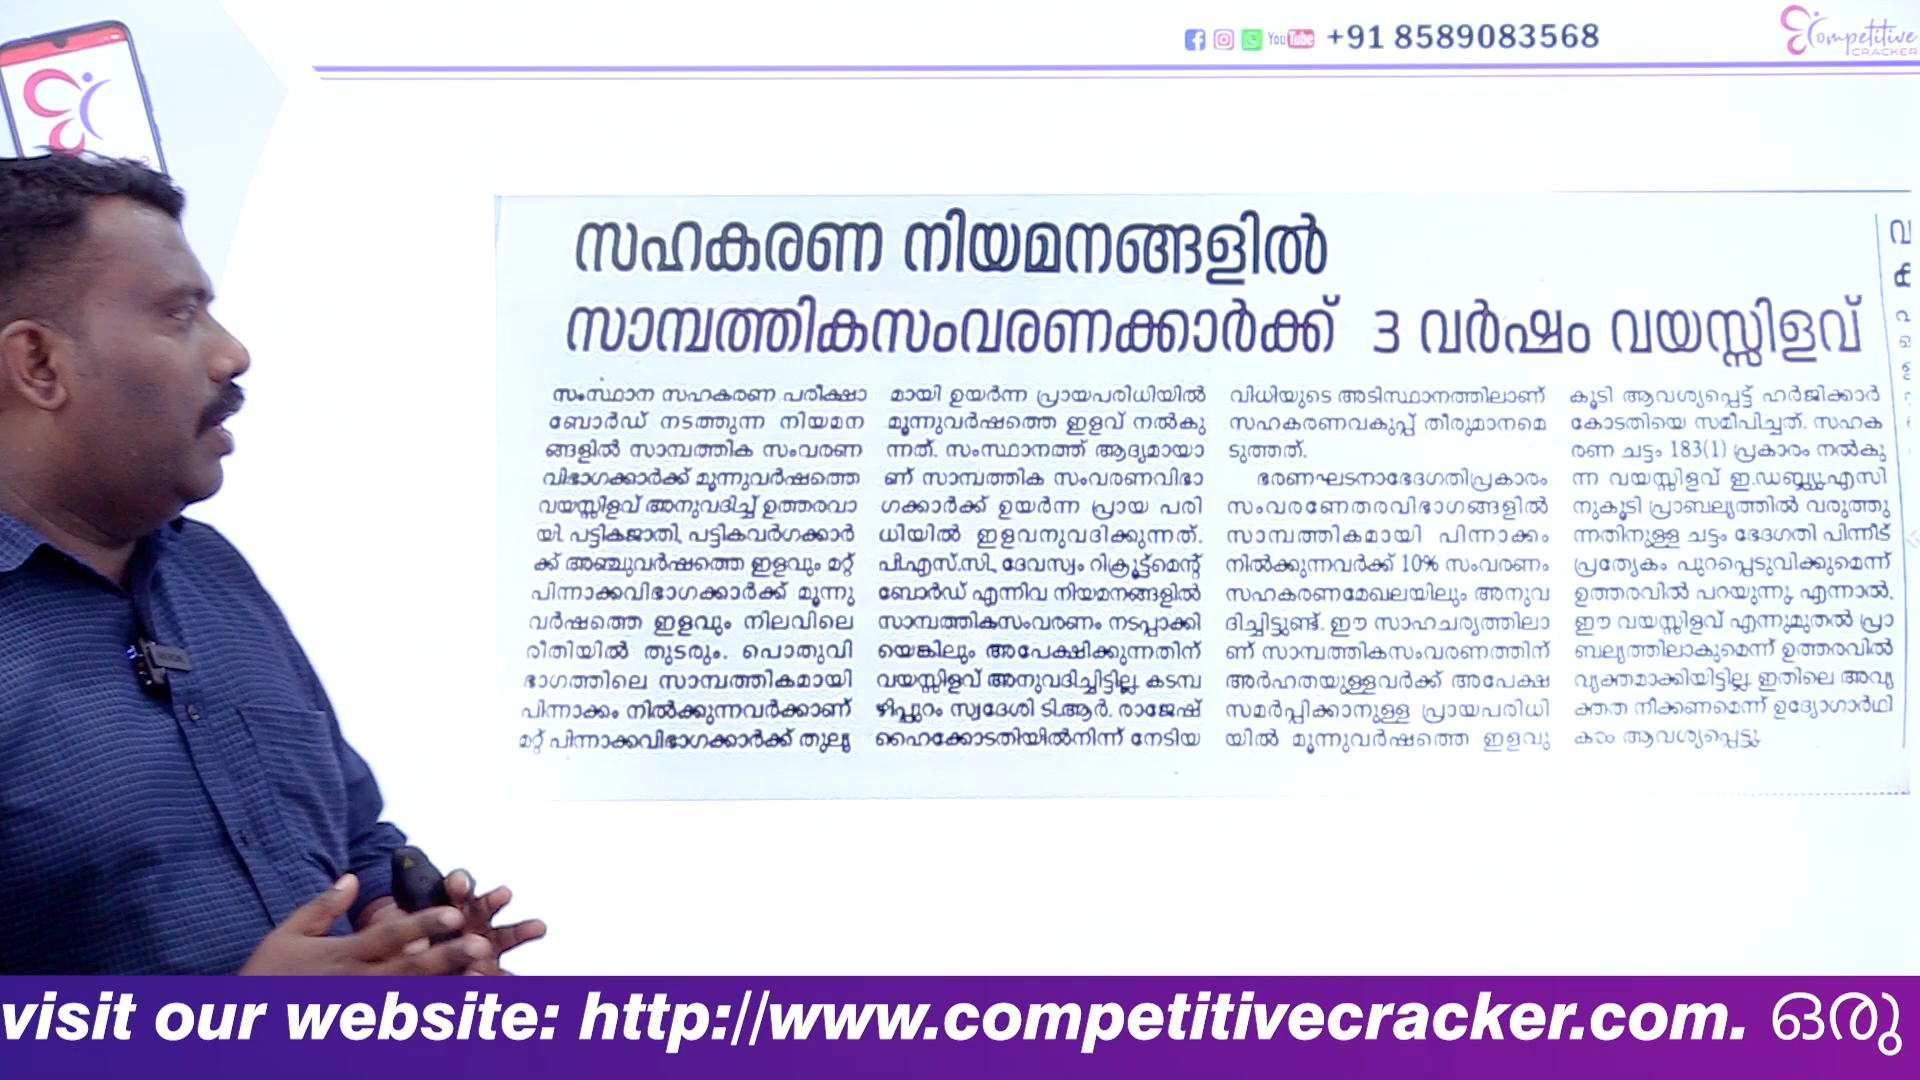 YouTube +91 8589083568
Competitive
CRACKER
സഹകരണ നിയമനങ്ങളിൽ
സാമ്പത്തികസംവരണക്കാർക്ക് 3 വർഷം വയസ്സിളവ്
സംസ്ഥാന സഹകരണ പരീക്ഷാ
ബോർഡ് നടത്തുന്ന നിയമന
ങ്ങളിൽ സാമ്പത്തിക സംവരണ
വിഭാഗക്കാർക്ക് മൂന്നുവർഷത്തെ
വയസ്സിളവ് അനുവദിച്ച് ഉത്തരവാ
യി. പട്ടികജാതി, പട്ടികവർഗക്കാർ
ക്ക് അഞ്ചുവർഷത്തെ ഇളവും മറ്റ്
പിന്നാക്കവിഭാഗക്കാർക്ക് മൂന്നു
വർഷത്തെ ഇളവും നിലവിലെ
രീതിയിൽ തുടരും. പൊതുവി
ഭാഗത്തിലെ സാമ്പത്തികമായി
പിന്നാക്കം നിൽക്കുന്നവർക്കാണ്
മറ്റ് പിന്നാക്കവിഭാഗക്കാർക്ക് തുല്യ
മായി ഉയർന്ന പ്രായപരിധിയിൽ
മൂന്നുവർഷത്തെ ഇളവ് നൽകു
ന്നത്. സംസ്ഥാനത്ത് ആദ്യമായാ
ണ് സാമ്പത്തിക സംവരണവിഭാ
ഗക്കാർക്ക് ഉയർന്ന പ്രായ പരി
ധിയിൽ ഇളവനുവദിക്കുന്നത്.
പി.എസ്.സി., ദേവസ്വം റിക്രൂട്ട്മെന്റ്
ബോർഡ് എന്നിവ നിയമനങ്ങളിൽ
സാമ്പത്തികസംവരണം നടപ്പാക്കി
യെങ്കിലും അപേക്ഷിക്കുന്നതിന്
വയസ്സിളവ് അനുവദിച്ചിട്ടില്ല. കടമ്പ
ഴിപ്പുറം സ്വദേശി ടി.ആർ. രാജേഷ്
ഹൈക്കോടതിയിൽനിന്ന് നേടിയ
വിധിയുടെ അടിസ്ഥാനത്തിലാണ്
സഹകരണവകുപ്പ് തീരുമാനമെ
ടുത്തത്.
ഭരണഘടനാഭേദഗതിപ്രകാരം
സംവരണേതരവിഭാഗങ്ങളിൽ
സാമ്പത്തികമായി പിന്നാക്കം
നിൽക്കുന്നവർക്ക് 10% സംവരണം
സഹകരണമേഖലയിലും അനുവ
ദിച്ചിട്ടുണ്ട്. ഈ സാഹചര്യത്തിലാ
ണ് സാമ്പത്തികസംവരണത്തിന്
അർഹതയുള്ളവർക്ക് അപേക്ഷ
സമർപ്പിക്കാനുള്ള പ്രായപരിധി
യിൽ മൂന്നുവർഷത്തെ ഇളവു
കൂടി ആവശ്യപ്പെട്ട് ഹർജിക്കാർ
കോടതിയെ സമീപിച്ചത്. സഹക
രണ ചട്ടം 183(1) പ്രകാരം നൽകു
ന്ന വയസ്സിളവ് ഇ.ഡബ്ല്യുഎസി
നുകൂടി പ്രാബല്യത്തിൽ വരുത്തു
ന്നതിനുള്ള ചട്ടം ഭേദഗതി പിന്നീട്
പ്രത്യേകം പുറപ്പെടുവിക്കുമെന്ന്
ഉത്തരവിൽ പറയുന്നു. എന്നാൽ,
ഈ വയസ്സിളവ് എന്നുമുതൽ പ്രാ
ബല്യത്തിലാകുമെന്ന് ഉത്തരവിൽ
വ്യക്തമാക്കിയിട്ടില്ല. ഇതിലെ അവ്യ
ക്തത നീക്കണമെന്ന് ഉദ്യോഗാർഥി
കൾ ആവശ്യപ്പെട്ടു.
visit our website: http://www.competitivecracker.com. ഒരു